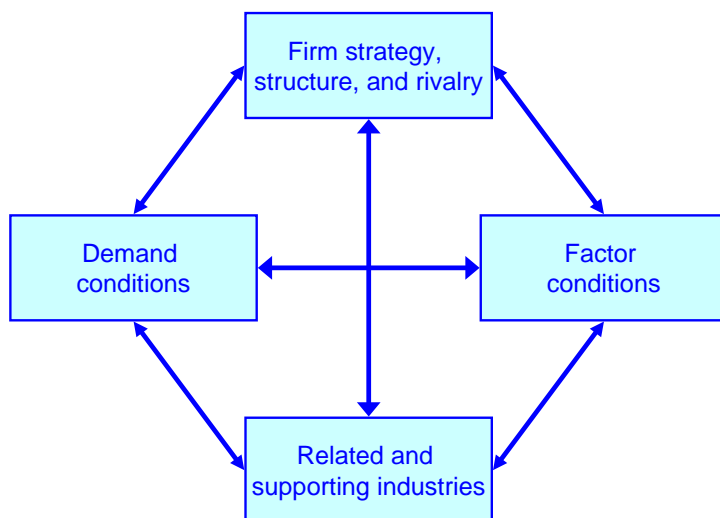 Firm strategy,
structure, and rivalry
Demand
conditions
Factor
conditions
Related and
supporting industries